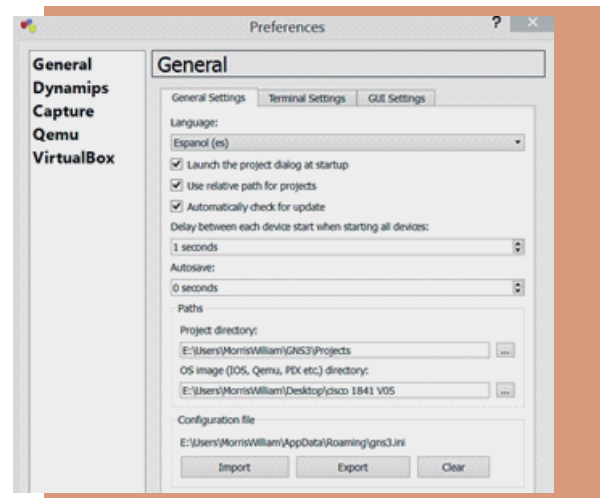 Preferences
?
General
Dynamips
Capture
Qemu
VirtualBox
General
General Settings Terminal Settings GUI Settings
Language:
Espanol (es)
Launch the project dialog at startup
Use relative path for projects
Automatically check for update
Delay between each device start when starting all devices:
1 seconds
Autosave:
0 seconds
Paths
Project directory:
E:\Users\MorrisWilliam\GNS3\Projects
...
OS image (IOS, Qemu, PIX etc.) directory:
E:\Users\MorrisWilliam\Desktop\cisco 1841 V05
...
Configuration file
E:\Users\MorrisWilliam\AppData\Roaming\gns3.ini
Import Export Clear